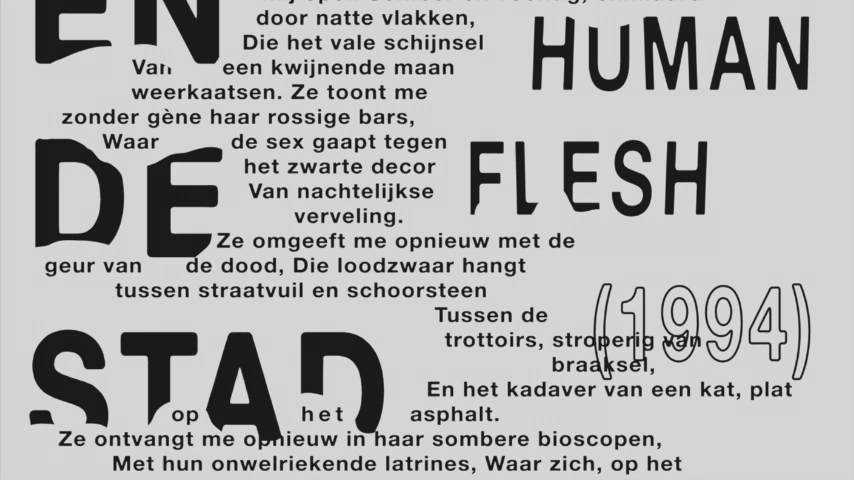 EN
door natte vlakken,
Die het vale schijnsel
Van een kwijnende maan
weerkaatsen. Ze toont me
zonder gène haar rossige bars,
HUMAN
Waar de sex gaapt tegen
het zwarte decor
Van nachtelijkse
verveling.
DE
FLESH
Ze omgeeft me opnieuw met de
geur van de dood, Die loodzwaar hangt
tussen straatvuil en schoorsteen
Tussen de
trottoirs, stroperig van
braaksel,
(1994)
En het kadaver van een kat, plat
op het asphalt.
STAD
Ze ontvangt me opnieuw in haar sombere bioscopen,
Met hun onwelriekende latrines, Waar zich, op het